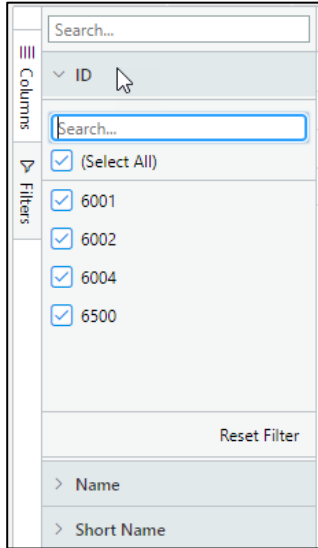 Search...
Columns
Filters
ID
Search...
(Select All)
6001
6002
6004
6500
Reset Filter
Name
Short Name